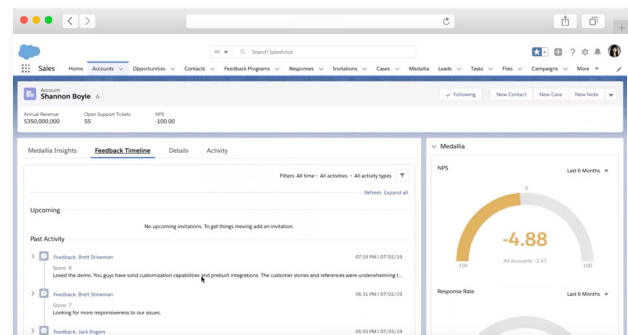 All Search Salesforce
Sales Home Accounts Opportunities Contacts Feedback Programs Responses Invitations Cases Medallia Leads Tasks Files Campaigns More
Account
Shannon Boyle
Following New Contact New Case New Note
Annual Revenue Open Support Tickets NPS
$350,000,000 55 -100.00
Medallia Insights Feedback Timeline Details Activity
Filters: All time • All activities • All activity types
Refresh Expand all
Upcoming
No upcoming invitations. To get things moving add an invitation.
Past Activity
Feedback: Brett Stineman 07:19 PM | 07/01/19
Score: 9
Loved the demo. You guys have solid customization capabilities and prebuilt integrations. The customer stories and references were underwhelming t...
Feedback: Brett Stineman 06:31 PM | 07/01/19
Score: 7
Looking for more responsiveness to our issues.
Feedback: Jack Rogers 05:55 PM | 07/01/19
Medallia
NPS Last 6 Months
0
-4.88
-100 All Accounts: -2.67 100
Response Rate Last 6 Months